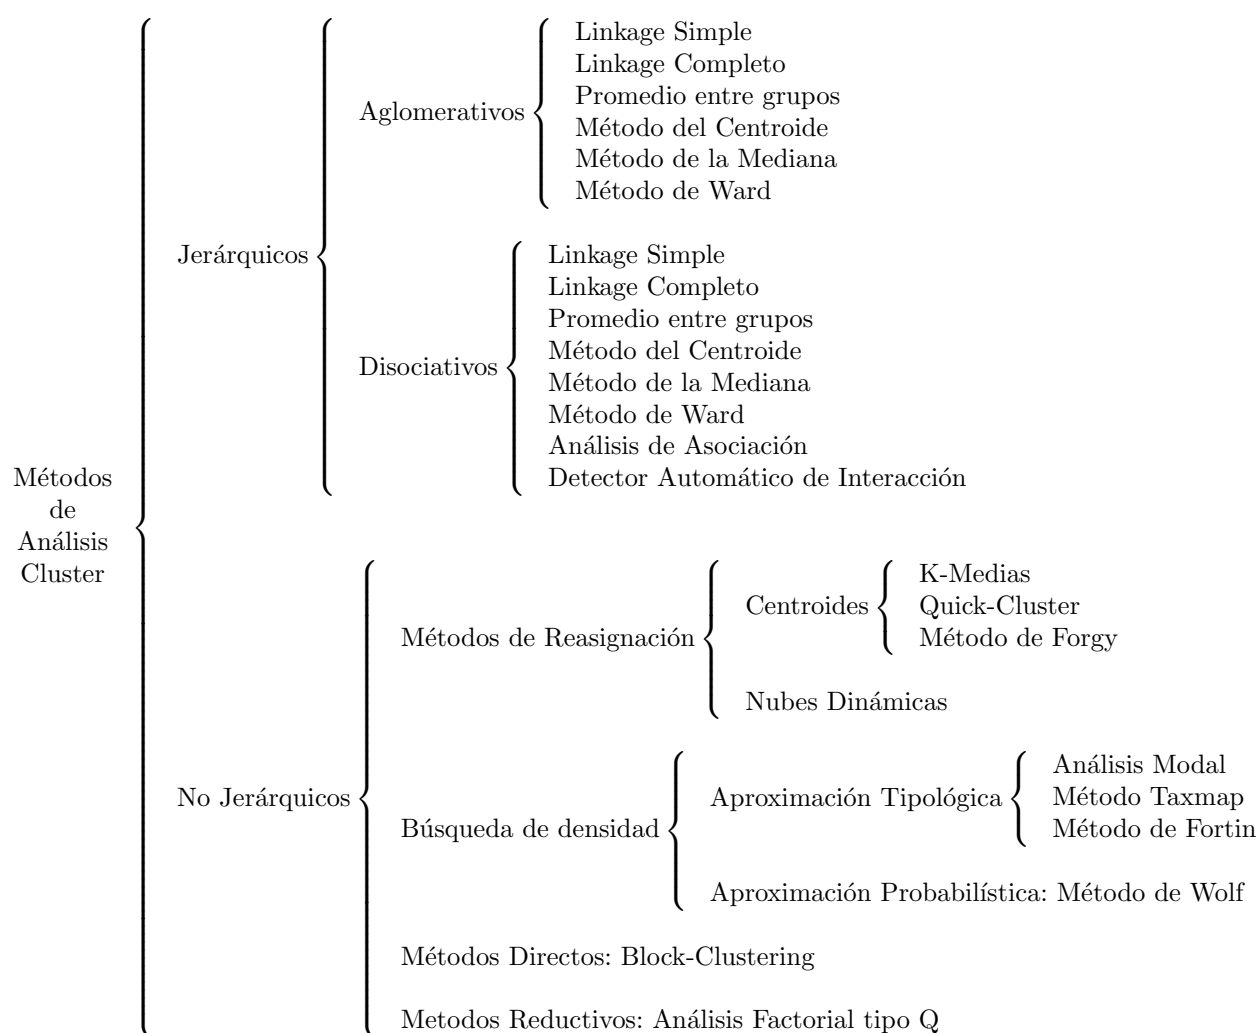 Métodos
de
Análisis
Cluster
Jerárquicos
Aglomerativos
Linkage Simple
Linkage Completo
Promedio entre grupos
Método del Centroide
Método de la Mediana
Método de Ward
Disociativos
Linkage Simple
Linkage Completo
Promedio entre grupos
Método del Centroide
Método de la Mediana
Método de Ward
Análisis de Asociación
Detector Automático de Interacción
No Jerárquicos
Métodos de Reasignación
Centroides
K-Medias
Quick-Cluster
Método de Forgy
Nubes Dinámicas
Búsqueda de densidad
Aproximación Tipológica
Análisis Modal
Método Taxmap
Método de Fortin
Aproximación Probabilística: Método de Wolf
Métodos Directos: Block-Clustering
Metodos Reductivos: Análisis Factorial tipo Q